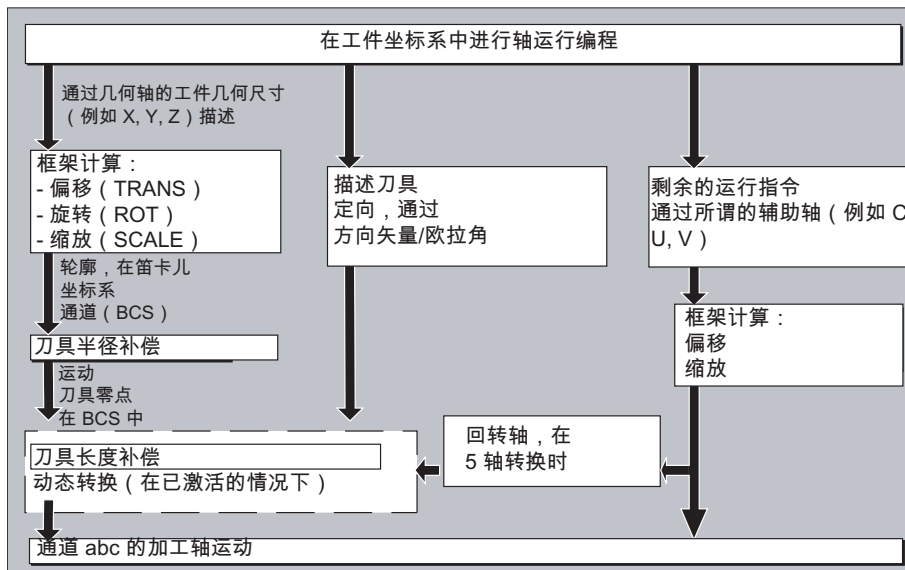 在工件坐标系中进行轴运行编程
通过几何轴的工件几何尺寸
（例如 X, Y, Z）描述
框架计算：
- 偏移（TRANS）
- 旋转（ROT）
- 缩放（SCALE）
轮廓，在笛卡儿
坐标系
通道（BCS）
刀具半径补偿
运动
刀具零点
在 BCS 中
描述刀具
定向，通过
方向矢量/欧拉角
剩余的运行指令
通过所谓的辅助轴（例如 C
U, V）
框架计算：
偏移
缩放
回转轴，在
5 轴转换时
刀具长度补偿
动态转换（在已激活的情况下）
通道 abc 的加工轴运动